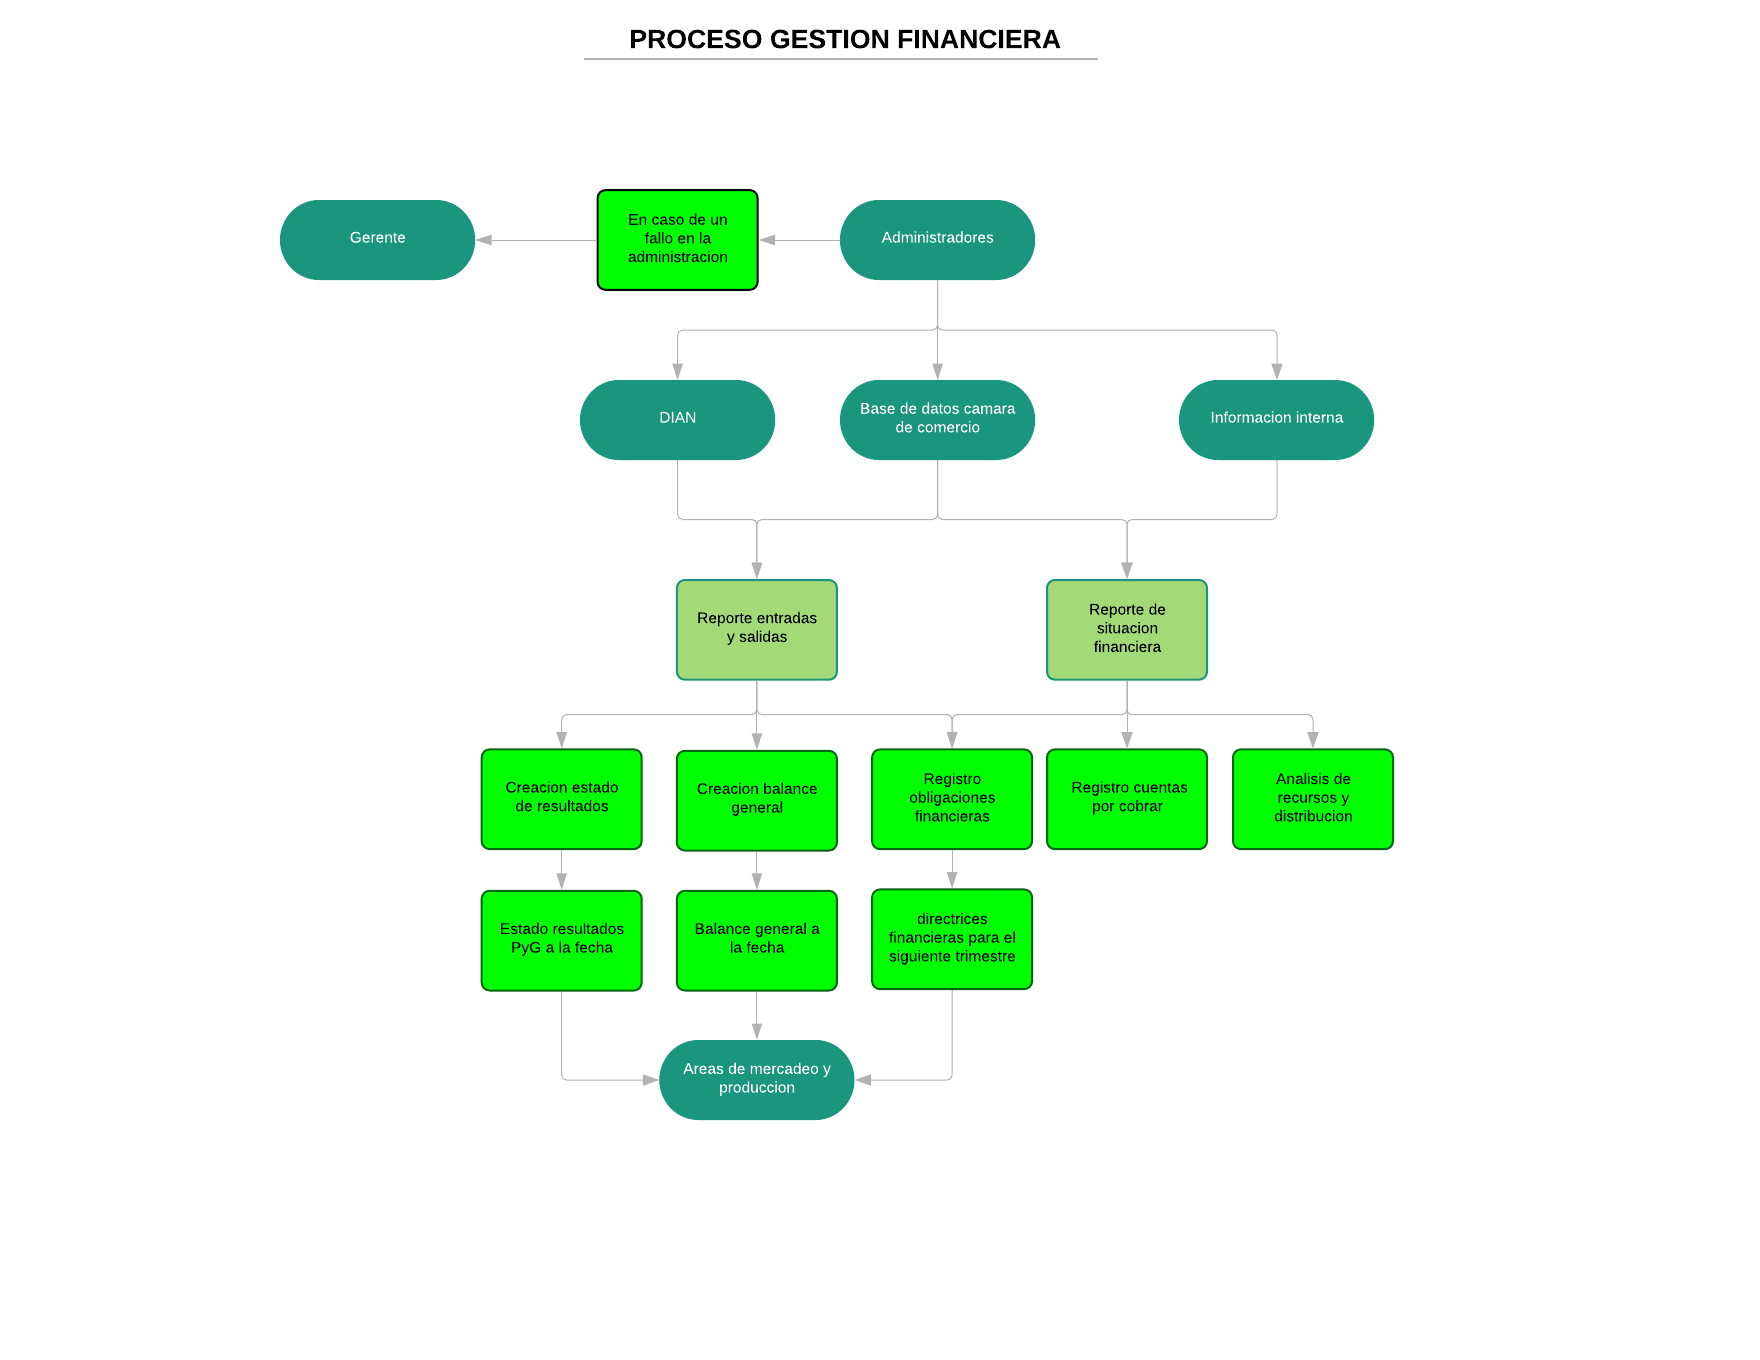 PROCESO GESTION FINANCIERA
Gerente
En caso de un
fallo en la
administracion
Administradores
DIAN
Base de datos camara
de comercio
Informacion interna
Reporte entradas
y salidas
Reporte de
situacion
financiera
Creacion estado
de resultados
Creacion balance
general
Registro
obligaciones
financieras
Registro cuentas
por cobrar
Analisis de
recursos y
distribucion
Estado resultados
PyG a la fecha
Balance general a
la fecha
directrices
financieras para el
siguiente trimestre
Areas de mercadeo y
produccion